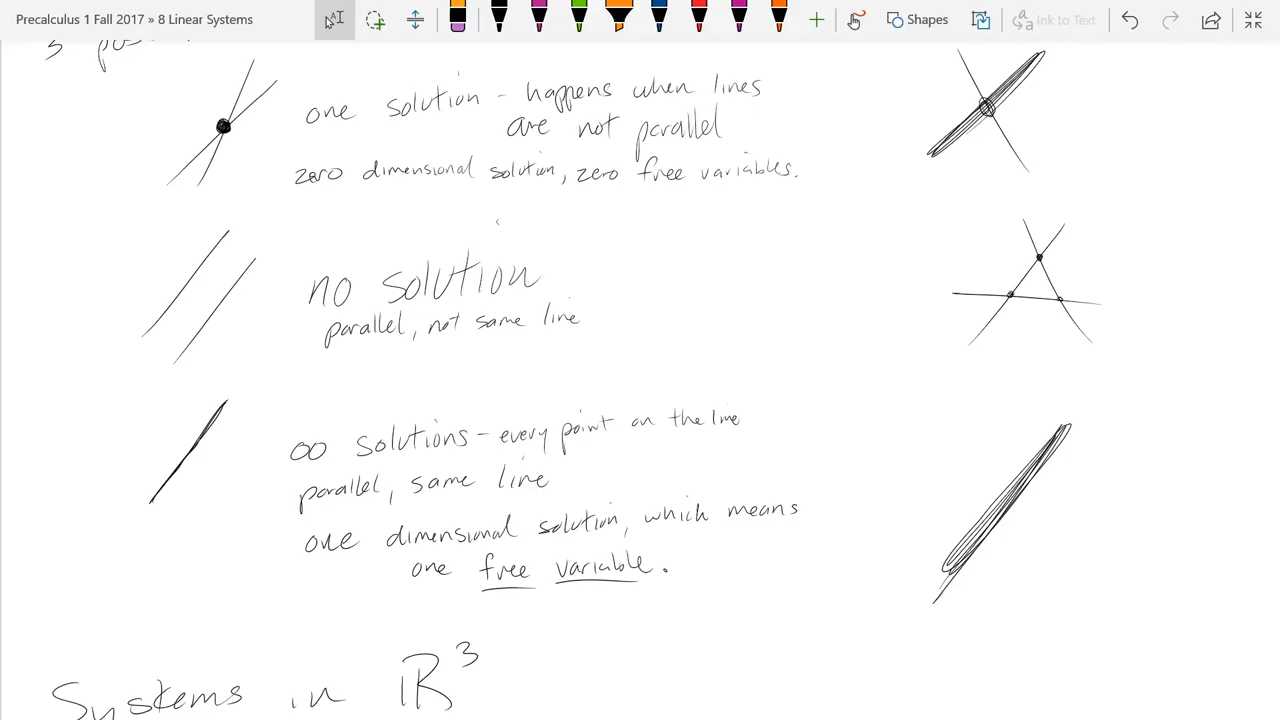 Precalculus 1 Fall 2017 » 8 Linear Systems
Shapes
Ink to Text
3
one solution - happens when lines
are not parallel
zero dimensional solution, zero free variables.
no solution
parallel, not same line
∞ solutions - every point on the line
parallel, same line
one dimensional solution, which means
one free variable.
Systems in ℝ³